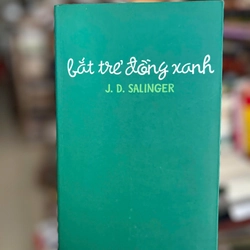 bắt trẻ đồng xanh
J. D. SALINGER